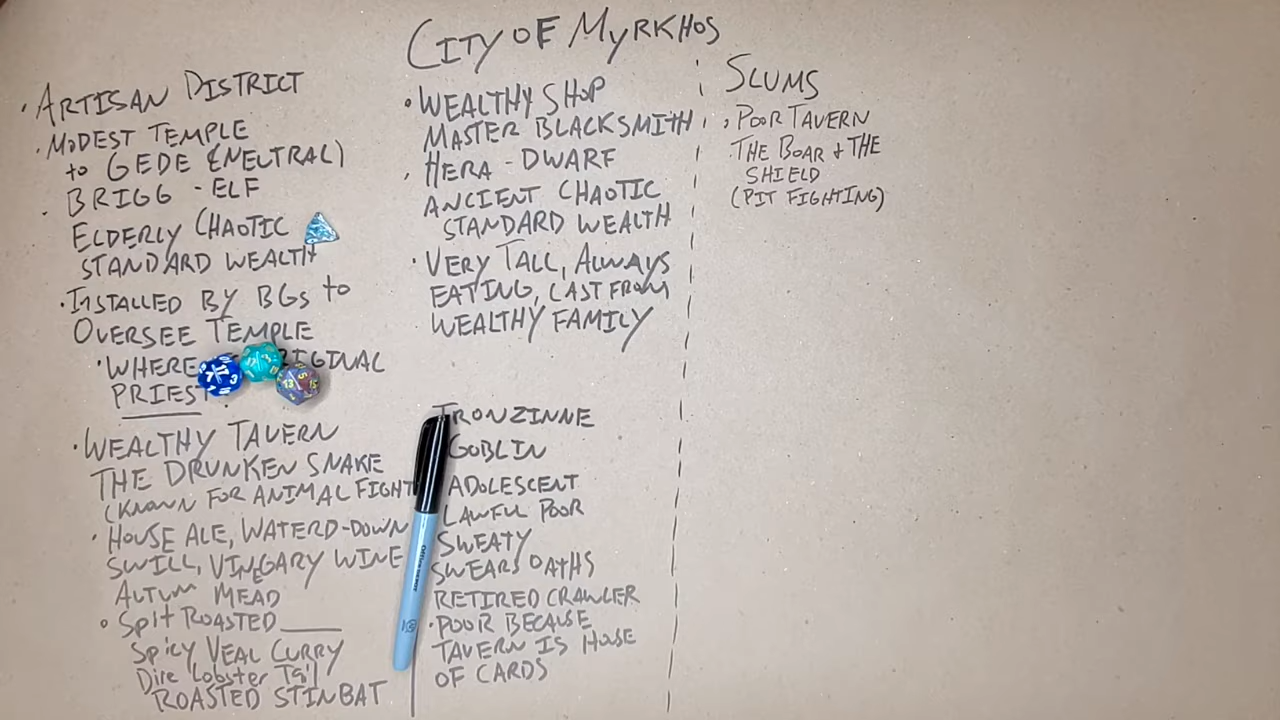 CITY OF MYRKHOS
• ARTISAN DISTRICT
• MODEST TEMPLE
to GEDE (NEUTRAL)
• BRIGG - ELF
ELDERLY CHAOTIC
STANDARD WEALTH
• INSTALLED BY BGS to
OVERSEE TEMPLE
• WHERE ORIGINAL
PRIEST
• WEALTHY TAVERN
THE DRUNKEN SNAKE
(KNOWN FOR ANIMAL FIGHT
• HOUSE ALE, WATERD-DOWN
SWILL, VINEGARY WINE
AUTUM MEAD
• SPIT ROASTED ____
SPICY VEAL CURRY
Dire Lobster Tail
ROASTED STINBAT
• WEALTHY SHOP
MASTER BLACKSMITH
• HERA - DWARF
ANCIENT CHAOTIC
STANDARD WEALTH
• VERY TALL, ALWAYS
EATING, CAST FROM
WEALTHY FAMILY
TRONZINNE
GOBLIN
ADOLESCENT
LAWFUL POOR
SWEATY
SWEARS OATHS
RETIRED CRAWLER
• POOR BECAUSE
TAVERN IS HOUSE
OF CARDS
SLUMS
• POOR TAVERN
THE BOAR + THE
SHIELD
(PIT FIGHTING)